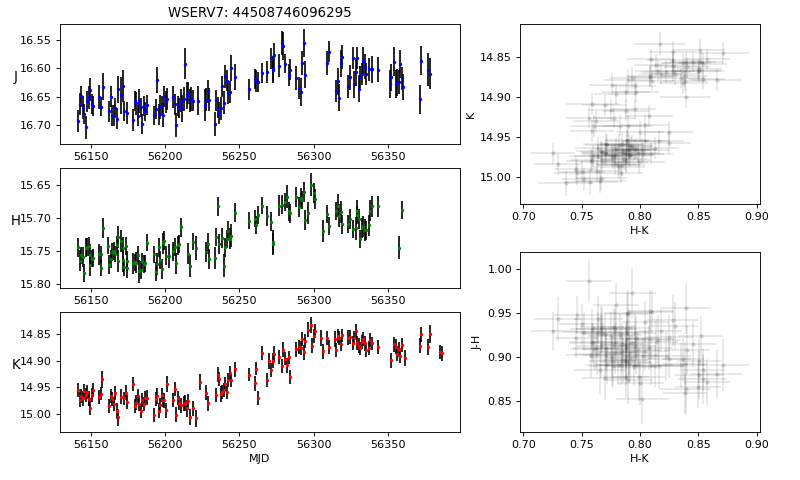 WSERV7: 44508746096295
J
16.55
16.60
16.65
16.70
56150 56200 56250 56300 56350
H
15.65
15.70
15.75
15.80
56150 56200 56250 56300 56350
K
14.85
14.90
14.95
15.00
56150 56200 56250 56300 56350
MJD
K
14.85
14.90
14.95
15.00
0.70 0.75 0.80 0.85 0.90
H-K
J-H
1.00
0.95
0.90
0.85
0.70 0.75 0.80 0.85 0.90
H-K